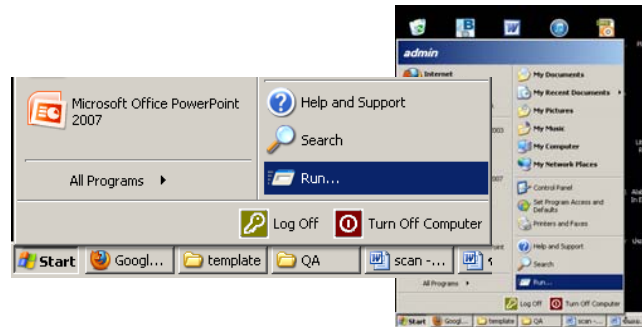 Microsoft Office PowerPoint
2007
All Programs
Help and Support
Search
Run...
Log Off
Turn Off Computer
Start
Googl...
template
QA
scan -...
admin
Internet
My Documents
My Recent Documents
My Pictures
My Music
My Computer
My Network Places
Control Panel
Set Program Access and
Defaults
Printers and Faxes
Help and Support
Search
Run...
All Programs
Log Off
Turn Off Computer
Start
Googl...
template
QA
scan -...